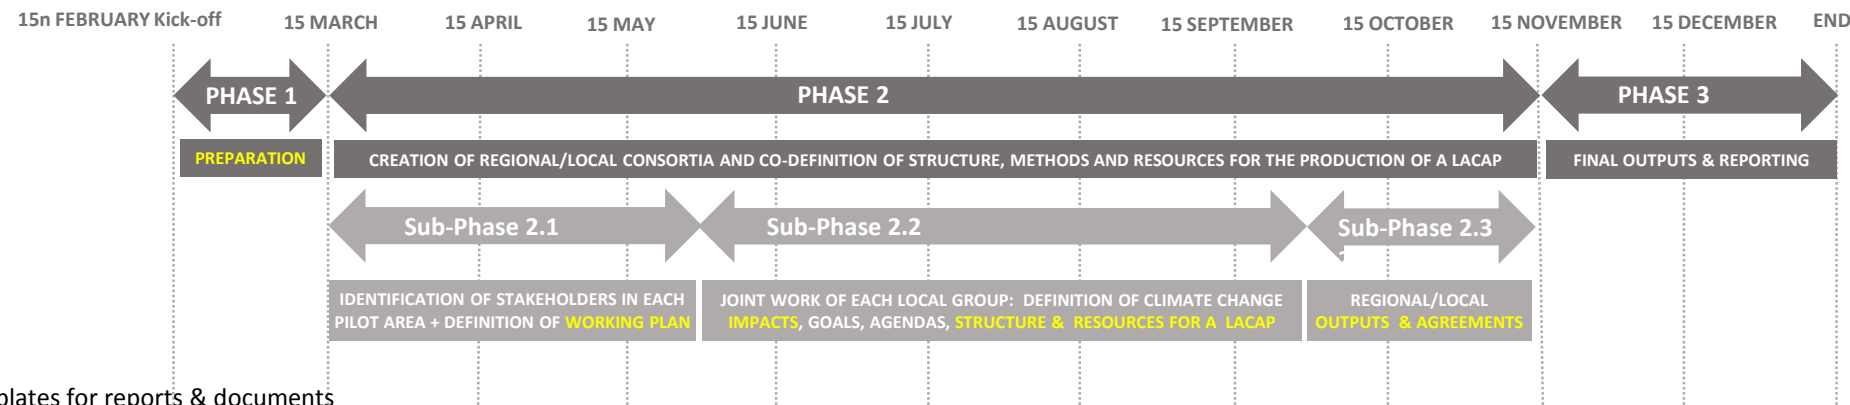 15n FEBRUARY Kick-off 15 MARCH 15 APRIL 15 MAY 15 JUNE 15 JULY 15 AUGUST 15 SEPTEMBER 15 OCTOBER 15 NOVEMBER 15 DECEMBER END
PHASE 1 PHASE 2 PHASE 3
PREPARATION CREATION OF REGIONAL/LOCAL CONSORTIA AND CO-DEFINITION OF STRUCTURE, METHODS AND RESOURCES FOR THE PRODUCTION OF A LACAP FINAL OUTPUTS & REPORTING
Sub-Phase 2.1 Sub-Phase 2.2 Sub-Phase 2.3
IDENTIFICATION OF STAKEHOLDERS IN EACH
PILOT AREA + DEFINITION OF WORKING PLAN
JOINT WORK OF EACH LOCAL GROUP: DEFINITION OF CLIMATE CHANGE
IMPACTS, GOALS, AGENDAS, STRUCTURE & RESOURCES FOR A LACAP
REGIONAL/LOCAL
OUTPUTS & AGREEMENTS
for reports & documents